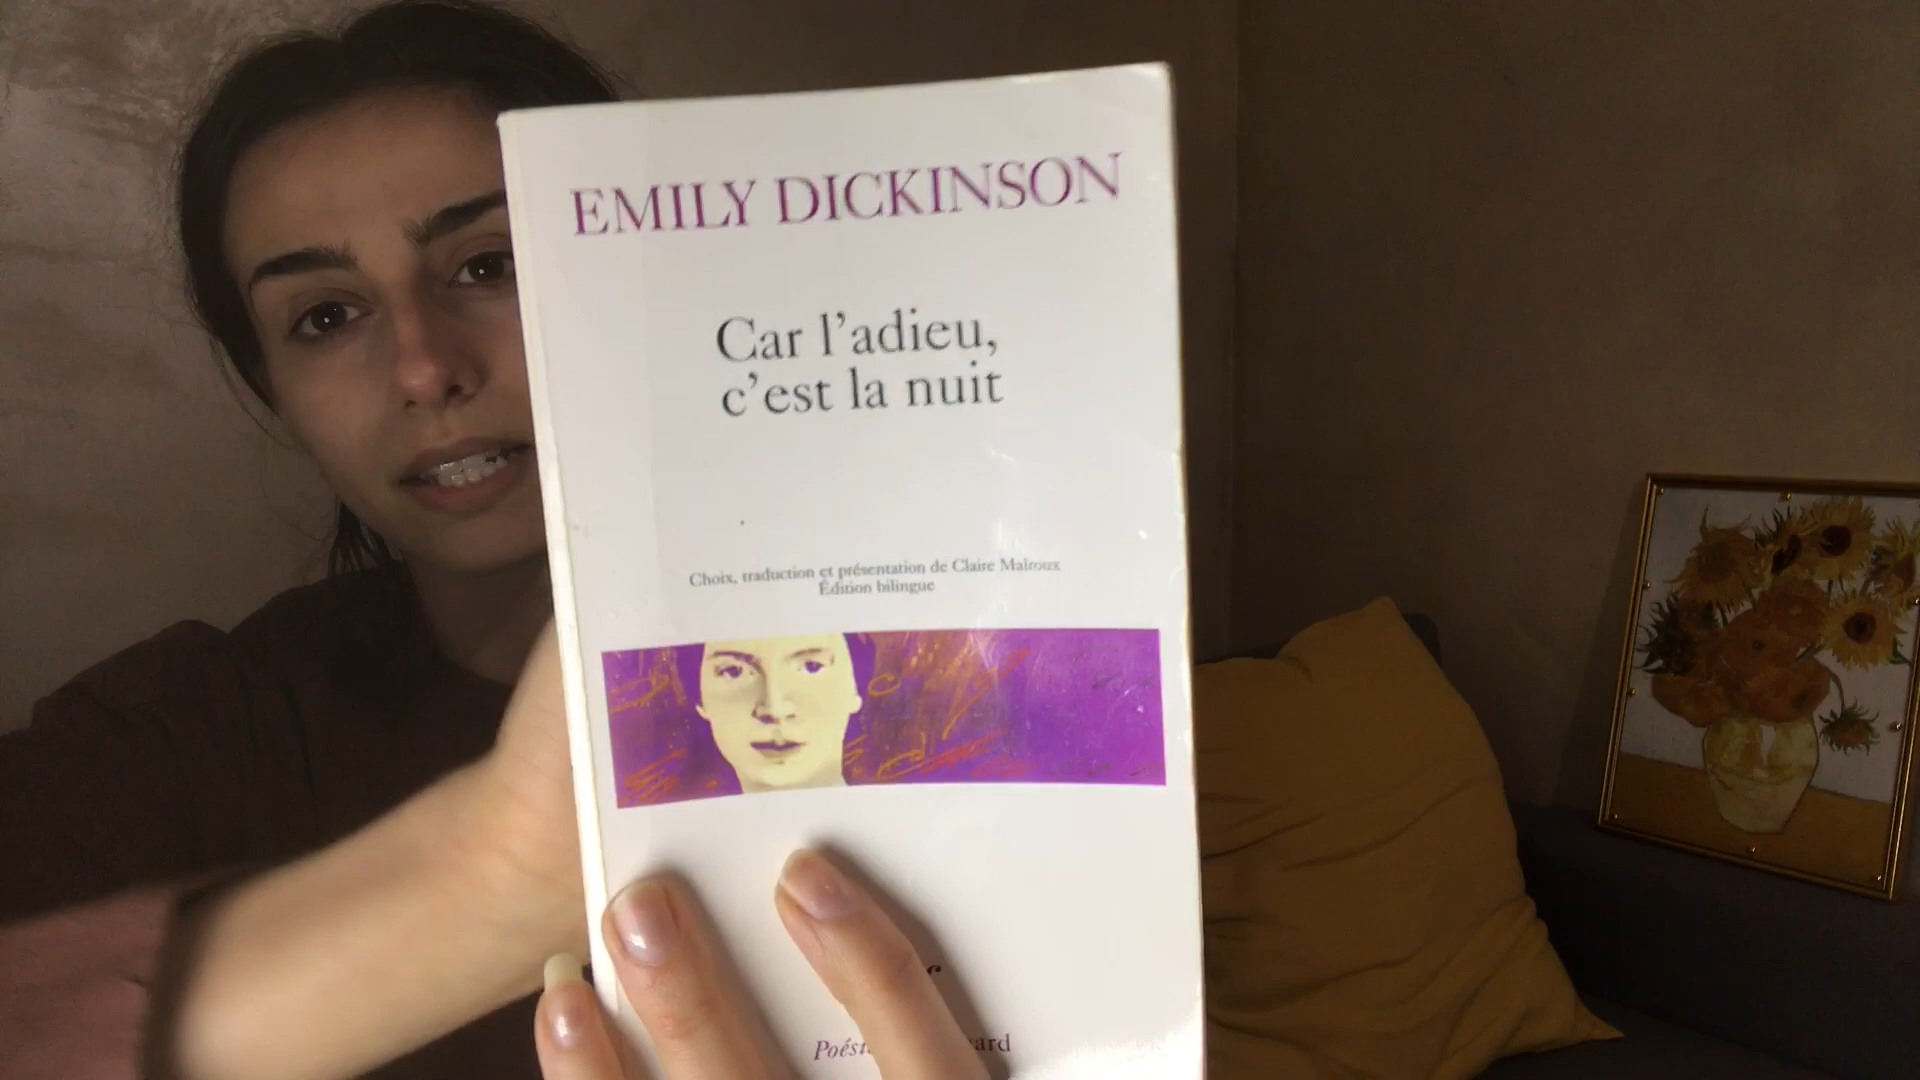 EMILY DICKINSON
Car l'adieu,
c'est la nuit
Choix, traduction et présentation de Claire Malroux
Édition bilingue